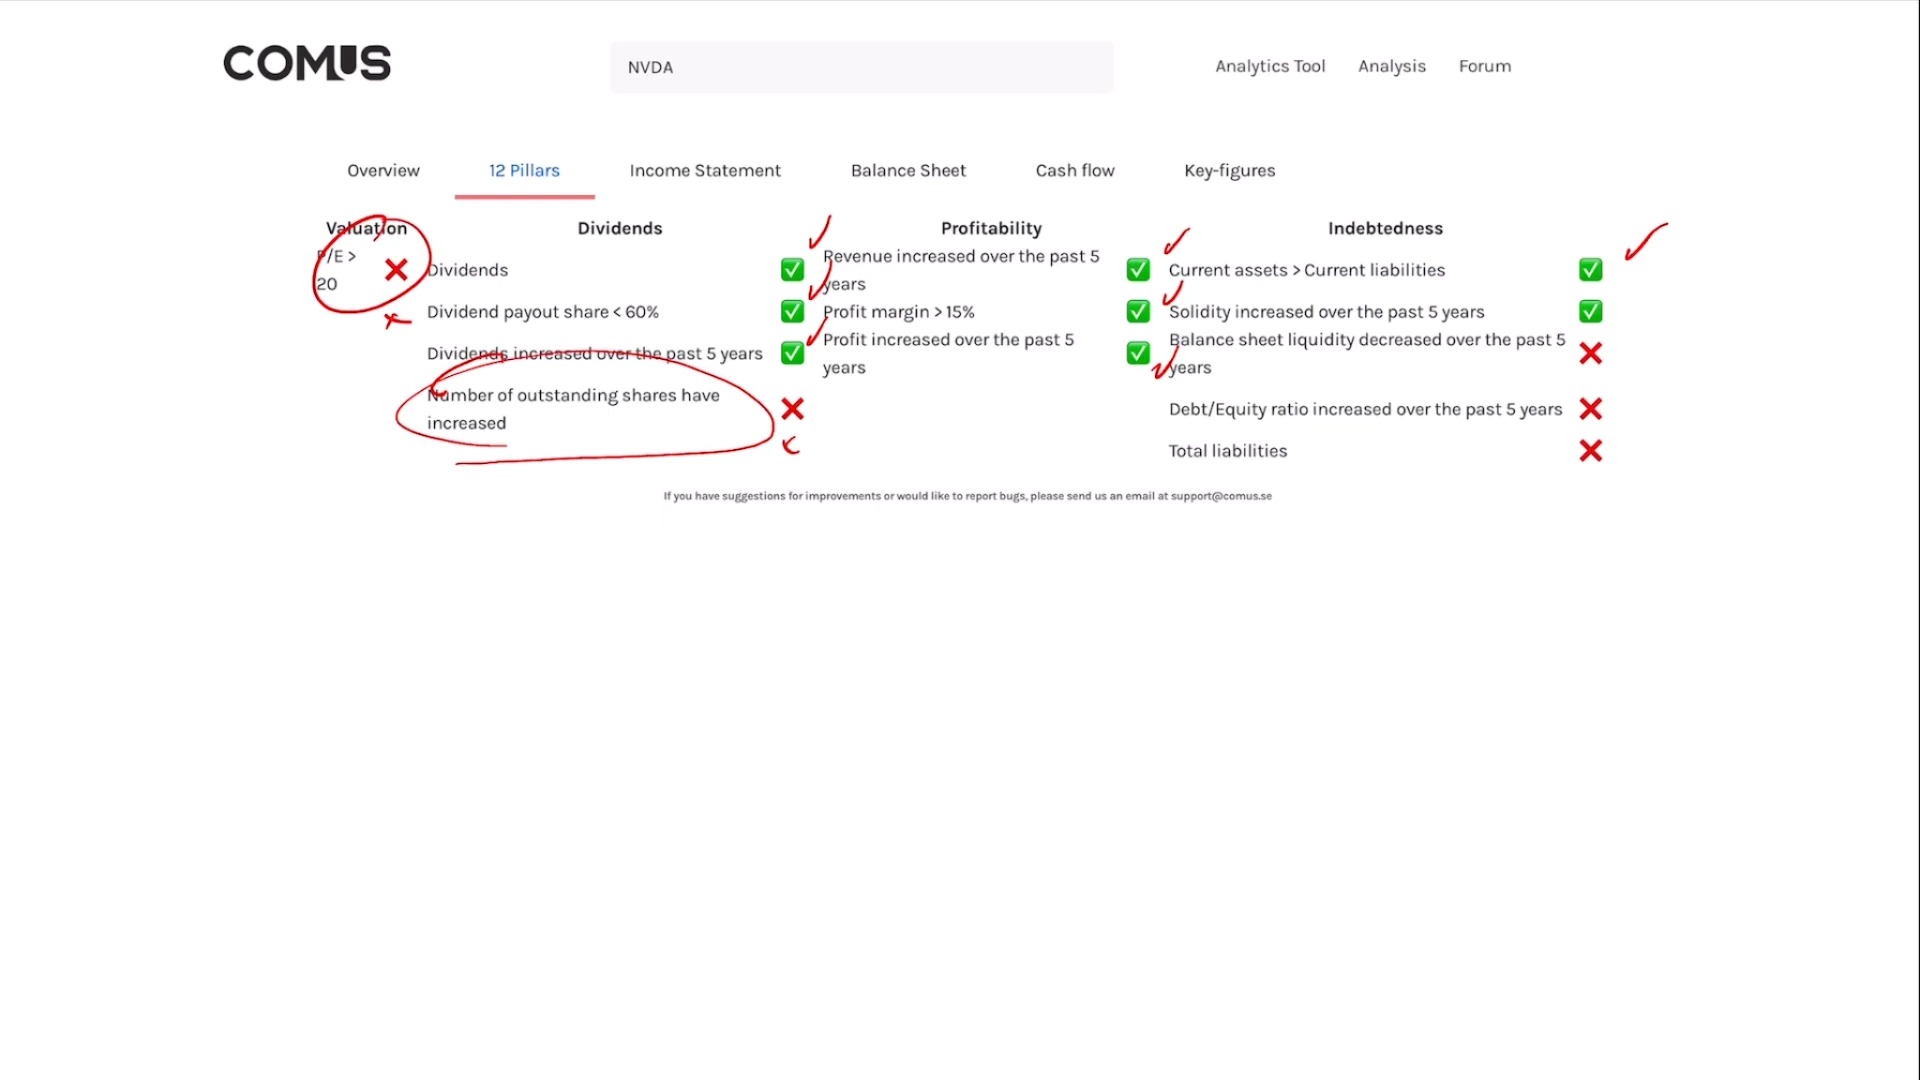 COMUS
NVDA
Analytics Tool
Analysis
Forum
Overview
12 Pillars
Income Statement
Balance Sheet
Cash flow
Key-figures
Valuation
P/E >
20
Dividends
Dividends
Dividend payout share < 60%
Dividends increased over the past 5 years
Number of outstanding shares have
increased
Profitability
Revenue increased over the past 5
years
Profit margin > 15%
Profit increased over the past 5
years
Indebtedness
Current assets > Current liabilities
Solidity increased over the past 5 years
Balance sheet liquidity decreased over the past 5
years
Debt/Equity ratio increased over the past 5 years
Total liabilities
If you have suggestions for improvements or would like to report bugs, please send us an email at support@comus.se